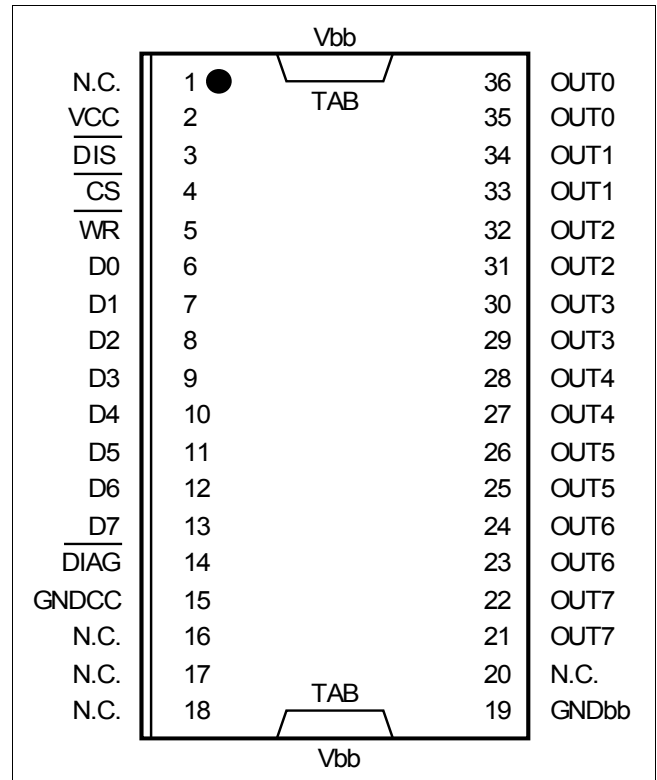 Vbb
N.C. 1 TAB 36 OUT0
VCC 2 35 OUT0
DIS 3 34 OUT1
CS 4 33 OUT1
WR 5 32 OUT2
D0 6 31 OUT2
D1 7 30 OUT3
D2 8 29 OUT3
D3 9 28 OUT4
D4 10 27 OUT4
D5 11 26 OUT5
D6 12 25 OUT5
D7 13 24 OUT6
DIAG 14 23 OUT6
GNDCC 15 22 OUT7
N.C. 16 21 OUT7
N.C. 17 20 N.C.
N.C. 18 TAB 19 GNDbb
Vbb